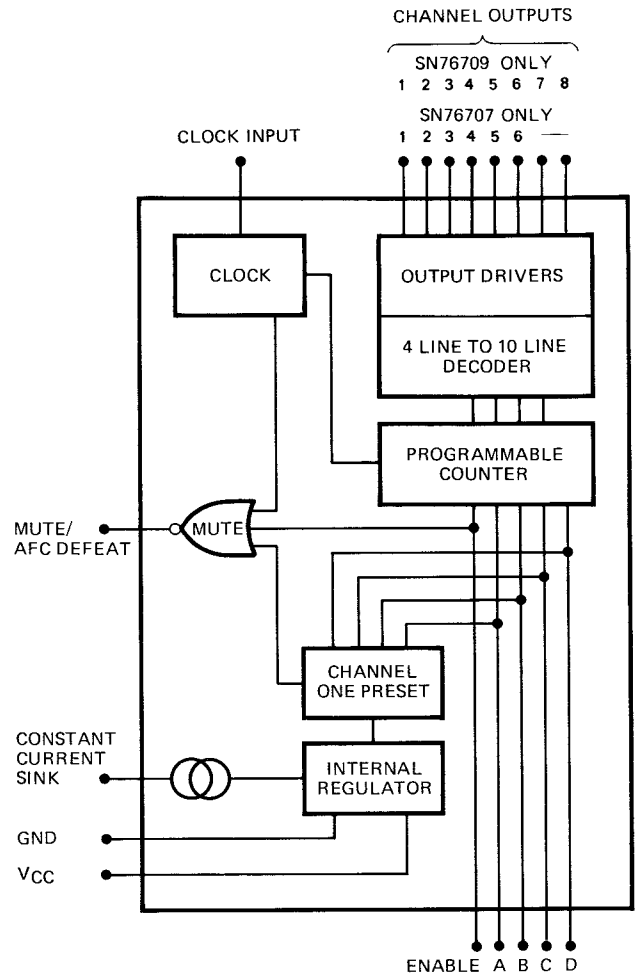 CHANNEL OUTPUTS
SN76709 ONLY
1 2 3 4 5 6 7 8
SN76707 ONLY
1 2 3 4 5 6 —
CLOCK INPUT
CLOCK
OUTPUT DRIVERS
4 LINE TO 10 LINE
DECODER
PROGRAMMABLE
COUNTER
MUTE/
AFC DEFEAT
MUTE
CHANNEL
ONE PRESET
CONSTANT
CURRENT
SINK
INTERNAL
REGULATOR
GND
VCC
ENABLE A B C D